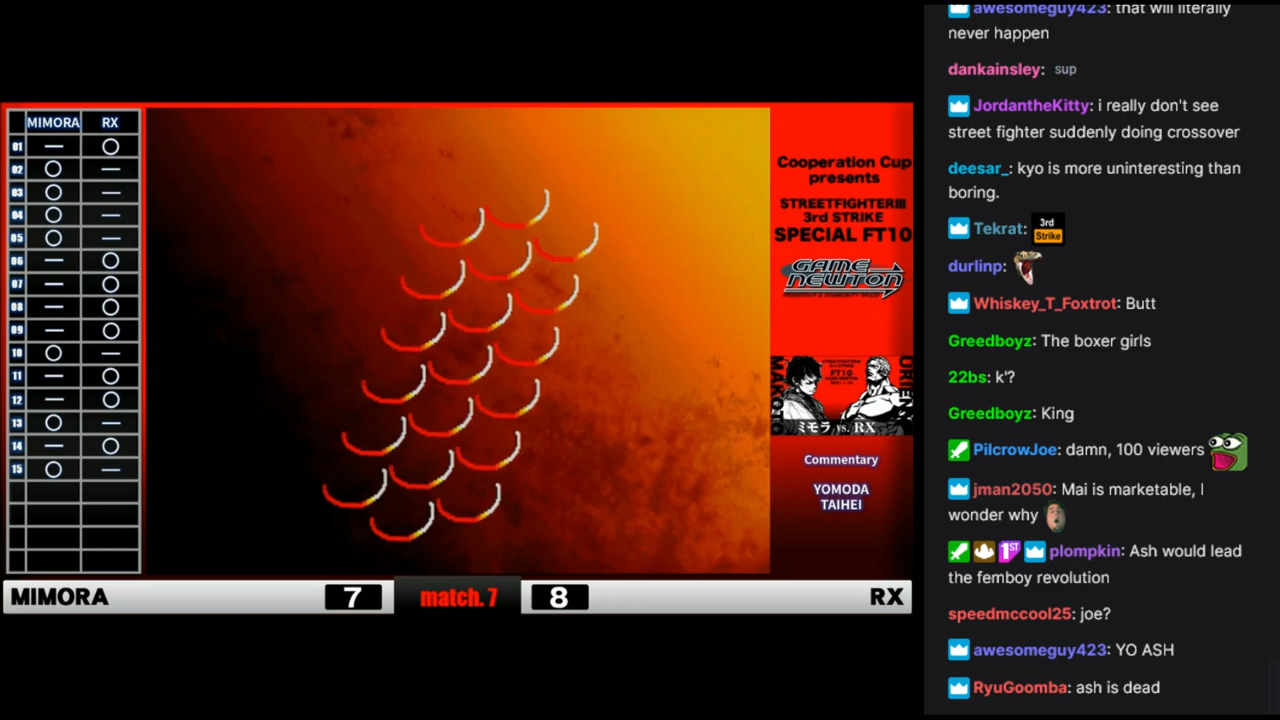 MIMORA RX
01 — O
02 O —
03 O —
04 O —
05 O —
06 — O
07 — O
08 — O
09 — O
10 O —
11 — O
12 — O
13 O —
14 — O
15 O —
Cooperation Cup
presents
STREETFIGHTERIII
3rd STRIKE
SPECIAL FT10
GAME
NEWTON
MAKOTO
FT10
ミモラ vs. RX
Commentary
YOMODA
TAIHEI
MIMORA 7 match.7 8 RX
awesomeguy423: that will literally
never happen
dankainsley: sup
JordantheKitty: i really don't see
street fighter suddenly doing crossover
deesar_: kyo is more uninteresting than
boring.
Tekrat: 3rd
Strike
durlinp:
Whiskey_T_Foxtrot: Butt
Greedboyz: The boxer girls
22bs: k'?
Greedboyz: King
PilcrowJoe: damn, 100 viewers
jman2050: Mai is marketable, I
wonder why
1ST plompkin: Ash would lead
the femboy revolution
speedmccool25: joe?
awesomeguy423: YO ASH
RyuGoomba: ash is dead